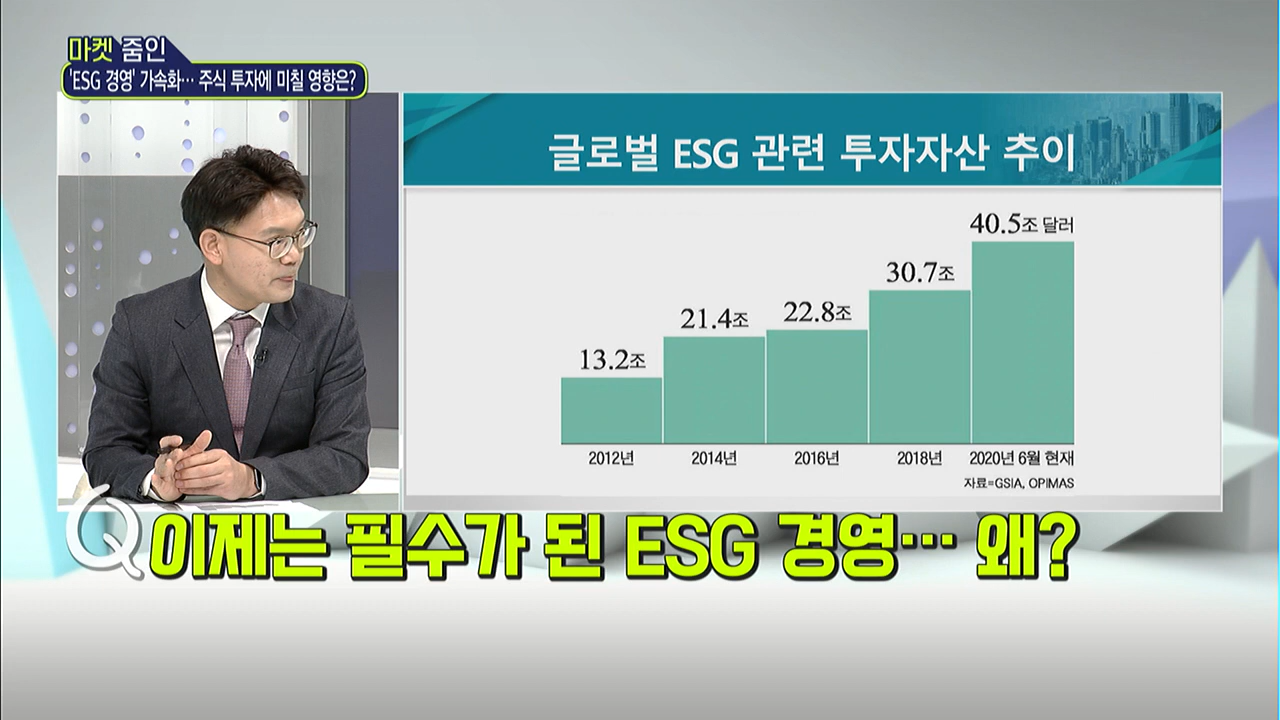 마켓 줌인
'ESG 경영' 가속화… 주식 투자에 미칠 영향은?
글로벌 ESG 관련 투자자산 추이
40.5조 달러
30.7조
22.8조
21.4조
13.2조
2012년 2014년 2016년 2018년 2020년 6월 현재
자료=GSIA, OPIMAS
Q 이제는 필수가 된 ESG 경영… 왜?